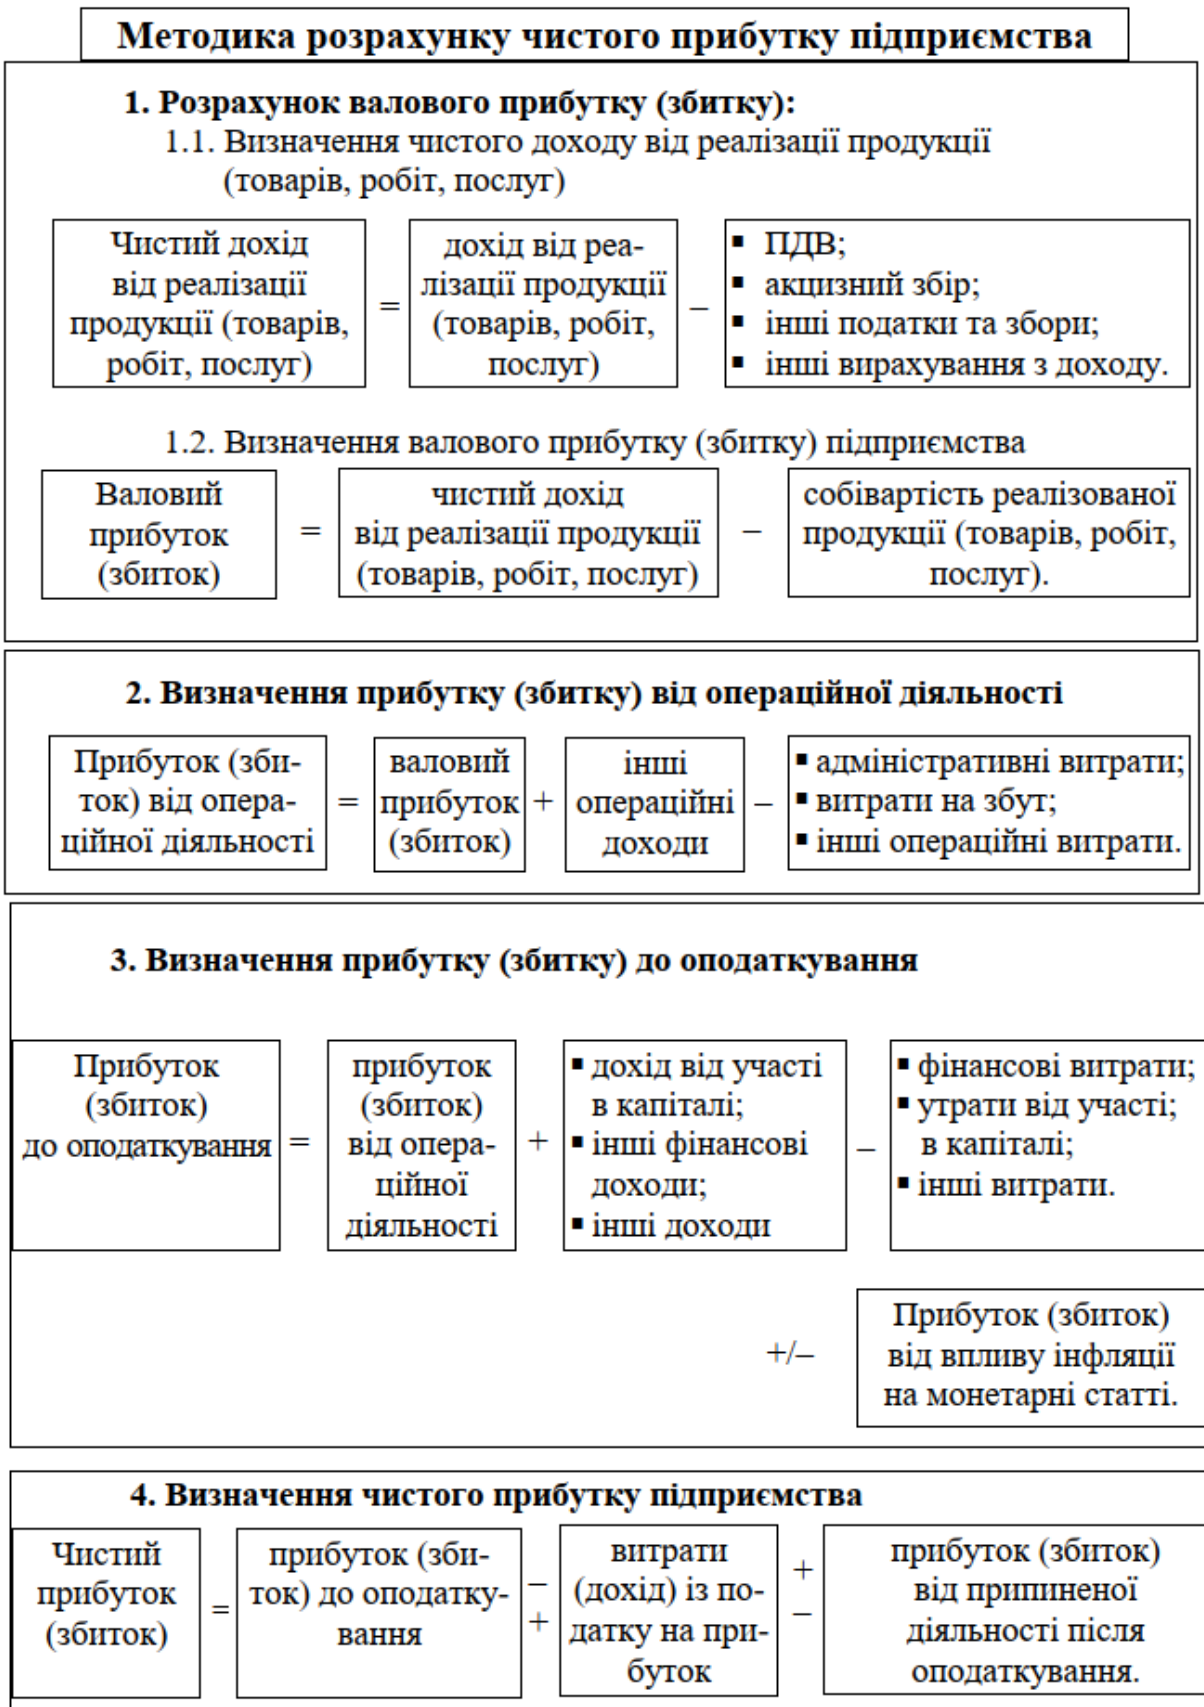 Методика розрахунку чистого прибутку підприємства
1. Розрахунок валового прибутку (збитку):
1.1. Визначення чистого доходу від реалізації продукції
(товарів, робіт, послуг)
Чистий дохід
від реалізації
продукції (товарів,
робіт, послуг)
=
дохід від реа-
лізації продукції
(товарів, робіт,
послуг)
–
▪ ПДВ;
▪ акцизний збір;
▪ інші податки та збори;
▪ інші вирахування з доходу.
1.2. Визначення валового прибутку (збитку) підприємства
Валовий
прибуток
(збиток)
=
чистий дохід
від реалізації продукції
(товарів, робіт, послуг)
–
собівартість реалізованої
продукції (товарів, робіт,
послуг).
2. Визначення прибутку (збитку) від операційної діяльності
Прибуток (зби-
ток) від опера-
ційної діяльності
=
валовий
прибуток
(збиток)
+
інші
операційні
доходи
–
▪ адміністративні витрати;
▪ витрати на збут;
▪ інші операційні витрати.
3. Визначення прибутку (збитку) до оподаткування
Прибуток
(збиток)
до оподаткування
=
прибуток
(збиток)
від опера-
ційної
діяльності
+
▪ дохід від участі
в капіталі;
▪ інші фінансові
доходи;
▪ інші доходи
–
▪ фінансові витрати;
▪ утрати від участі;
в капіталі;
▪ інші витрати.
+/–
Прибуток (збиток)
від впливу інфляції
на монетарні статті.
4. Визначення чистого прибутку підприємства
Чистий
прибуток
(збиток)
=
прибуток (зби-
ток) до оподатку-
вання
–
+
витрати
(дохід) із по-
датку на при-
буток
+
–
прибуток (збиток)
від припиненої
діяльності після
оподаткування.